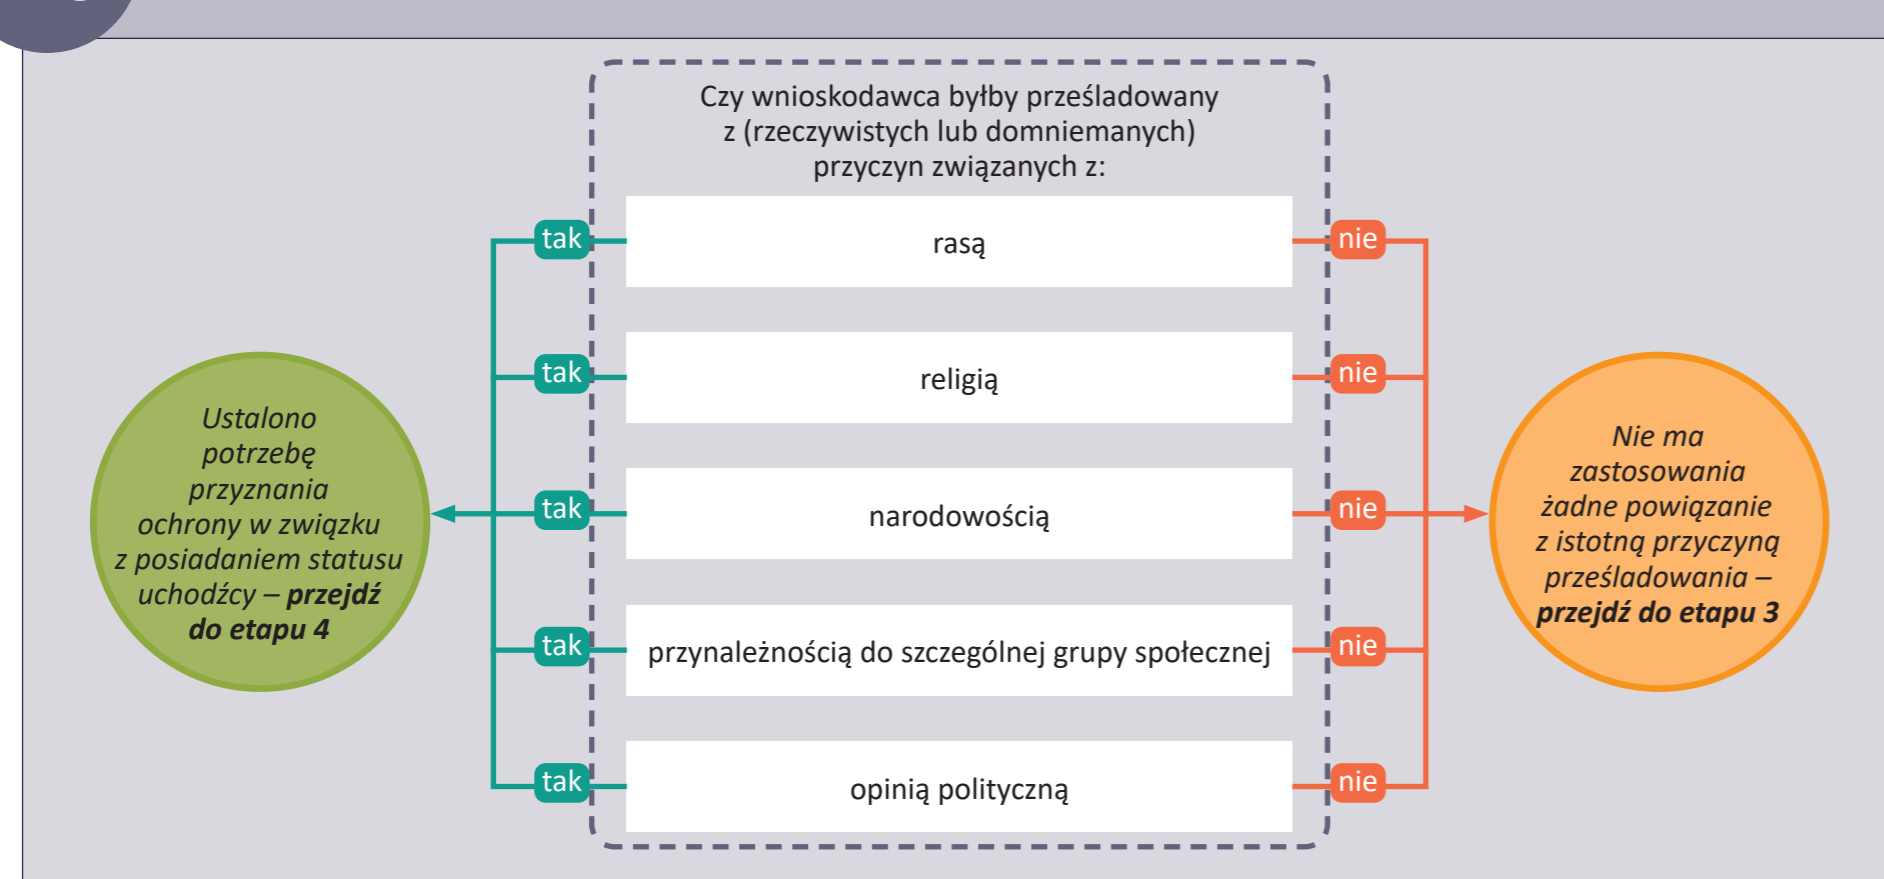 Czy wnioskodawca byłby prześladowany
z (rzeczywistych lub domniemanych)
przyczyn związanych z:
tak
rasą
nie
tak
religią
nie
tak
narodowością
nie
tak
przynależnością do szczególnej grupy społecznej
nie
tak
opinią polityczną
nie
Ustalono
potrzebę
przyznania
ochrony w związku
z posiadaniem statusu
uchodźcy – przejdź
do etapu 4
Nie ma
zastosowania
żadne powiązanie
z istotną przyczyną
prześladowania –
przejdź do etapu 3